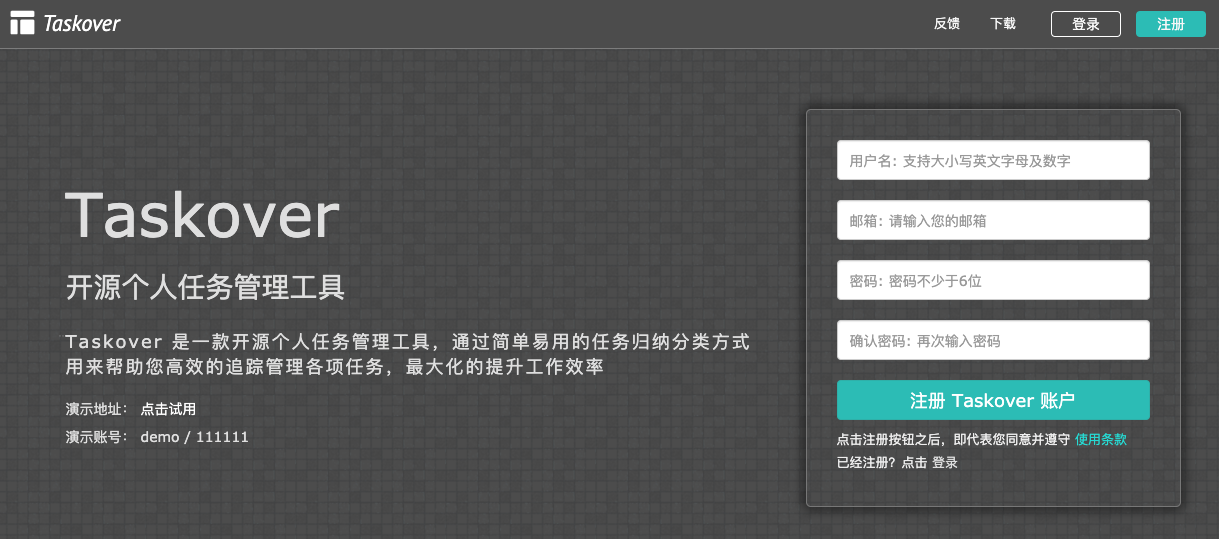 Taskover
反馈
下载
登录
注册
Taskover
开源个人任务管理工具
Taskover 是一款开源个人任务管理工具，通过简单易用的任务归纳分类方式
用来帮助您高效的追踪管理各项任务，最大化的提升工作效率
演示地址： 点击试用
演示账号： demo / 111111
用户名: 支持大小写英文字母及数字
邮箱: 请输入您的邮箱
密码: 密码不少于6位
确认密码: 再次输入密码
注册 Taskover 账户
点击注册按钮之后，即代表您同意并遵守 使用条款
已经注册？点击 登录